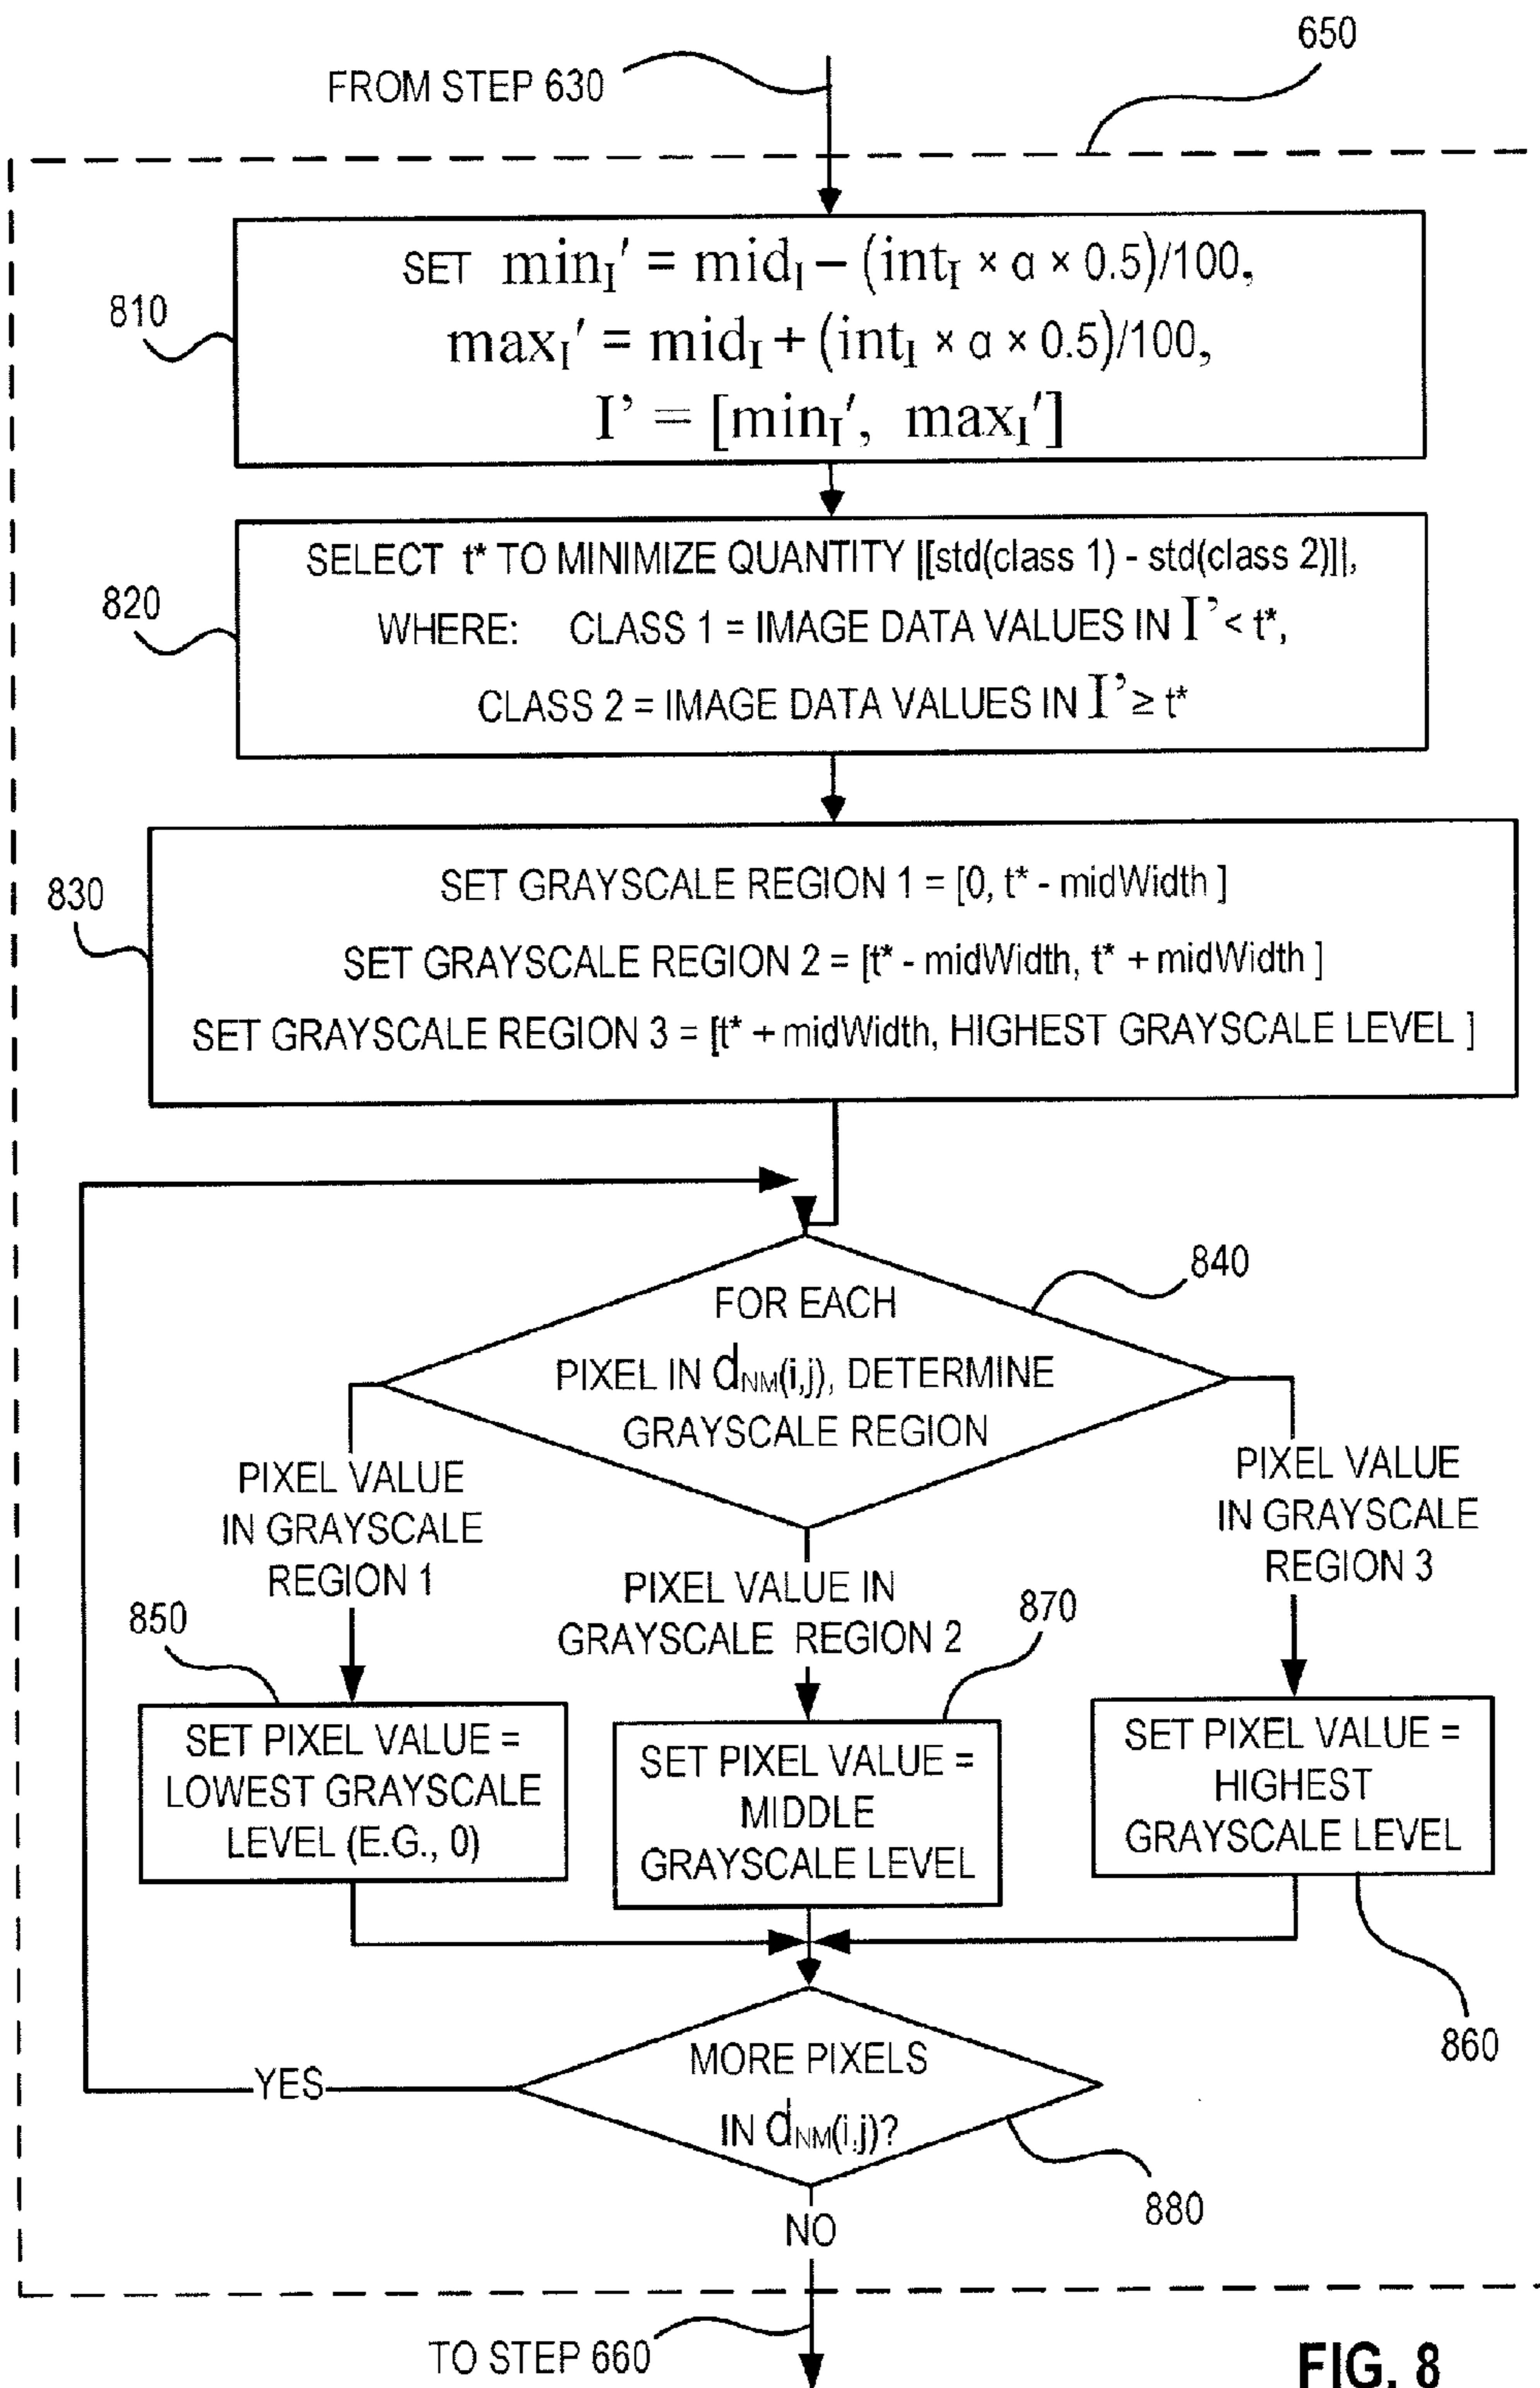 650
FROM STEP 630
810
SET min_I' = mid_I − (int_I × α × 0.5)/100,
max_I' = mid_I + (int_I × α × 0.5)/100,
I' = [min_I', max_I']
820
SELECT t* TO MINIMIZE QUANTITY |[std(class 1) - std(class 2)]|,
WHERE: CLASS 1 = IMAGE DATA VALUES IN I' < t*,
CLASS 2 = IMAGE DATA VALUES IN I' ≥ t*
830
SET GRAYSCALE REGION 1 = [0, t* - midWidth ]
SET GRAYSCALE REGION 2 = [t* - midWidth, t* + midWidth ]
SET GRAYSCALE REGION 3 = [t* + midWidth, HIGHEST GRAYSCALE LEVEL ]
840
FOR EACH
PIXEL IN d_NM(i,j), DETERMINE
GRAYSCALE REGION
PIXEL VALUE
IN GRAYSCALE
REGION 1
PIXEL VALUE IN
GRAYSCALE REGION 2
PIXEL VALUE
IN GRAYSCALE
REGION 3
850
SET PIXEL VALUE =
LOWEST GRAYSCALE
LEVEL (E.G., 0)
870
SET PIXEL VALUE =
MIDDLE
GRAYSCALE LEVEL
SET PIXEL VALUE =
HIGHEST
GRAYSCALE LEVEL
860
MORE PIXELS
IN d_NM(i,j)?
YES
880
NO
TO STEP 660
FIG. 8